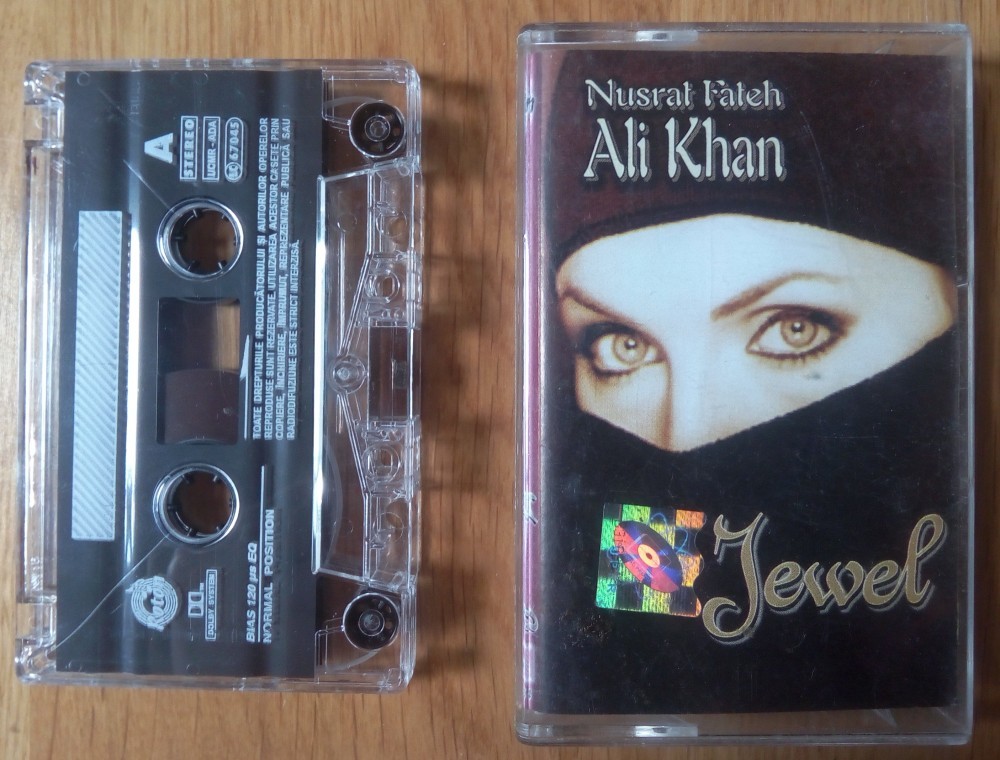 A
STEREO
UCMR-ADA
67045
TOATE DREPTURILE PRODUCĂTORULUI ȘI AUTORILOR OPERELOR
REPRODUSE SUNT REZERVATE. UTILIZAREA ACESTOR CASETE PRIN
COPIERE, ÎNCHIRIERE, ÎMPRUMUT, REPREZENTARE PUBLICĂ SAU
RADIODIFUZIUNE ESTE STRICT INTERZISĂ.
BIAS 120 µs EQ
NORMAL POSITION
DOLBY SYSTEM
Nusrat Fateh
Ali Khan
Jewel